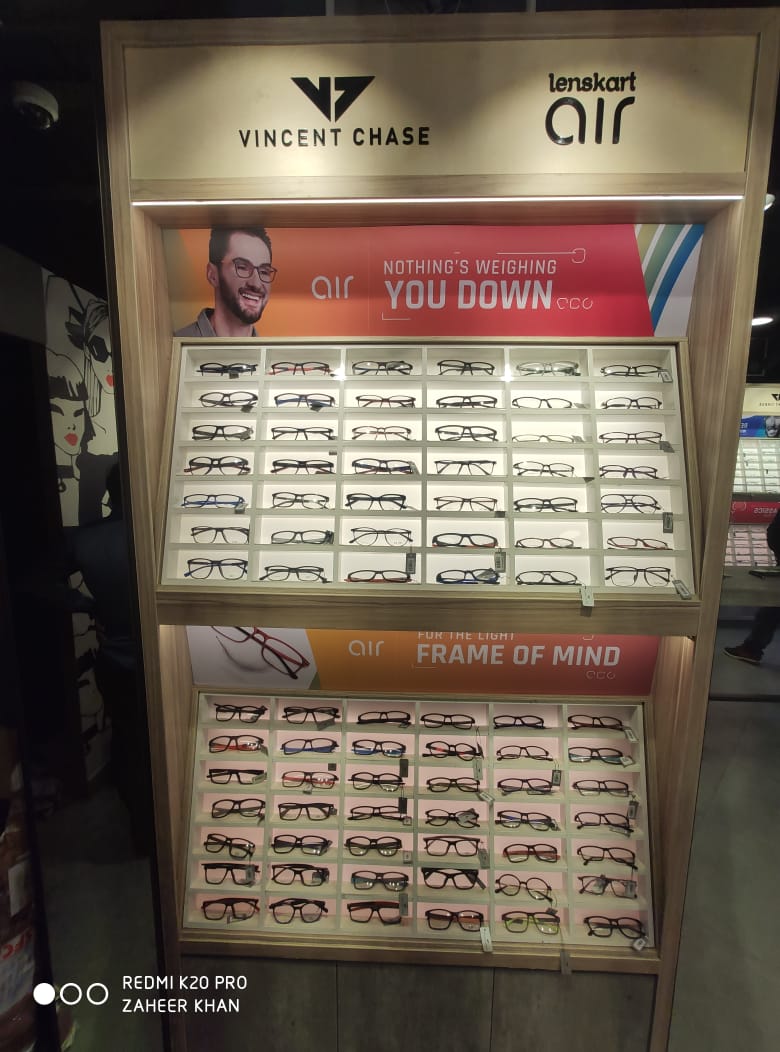 VINCENT CHASE
lenskart
air
air
NOTHING'S WEIGHING
YOU DOWN
air
FOR THE LIGHT
FRAME OF MIND
REDMI K20 PRO
ZAHEER KHAN